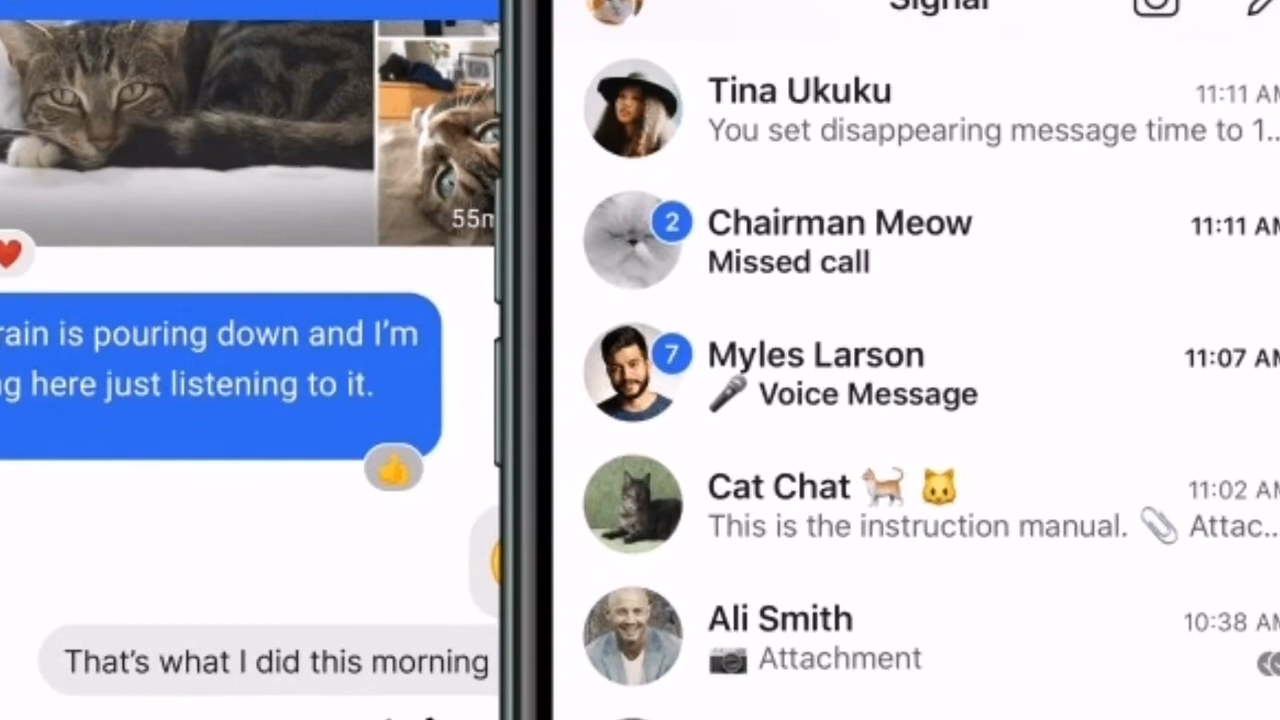 55m
rain is pouring down and I'm
ng here just listening to it.
That's what I did this morning
Signal
Tina Ukuku
11:11 AM
You set disappearing message time to 1...
2
Chairman Meow
11:11 AM
Missed call
7
Myles Larson
11:07 AM
Voice Message
Cat Chat
11:02 AM
This is the instruction manual. Attac...
Ali Smith
10:38 AM
Attachment